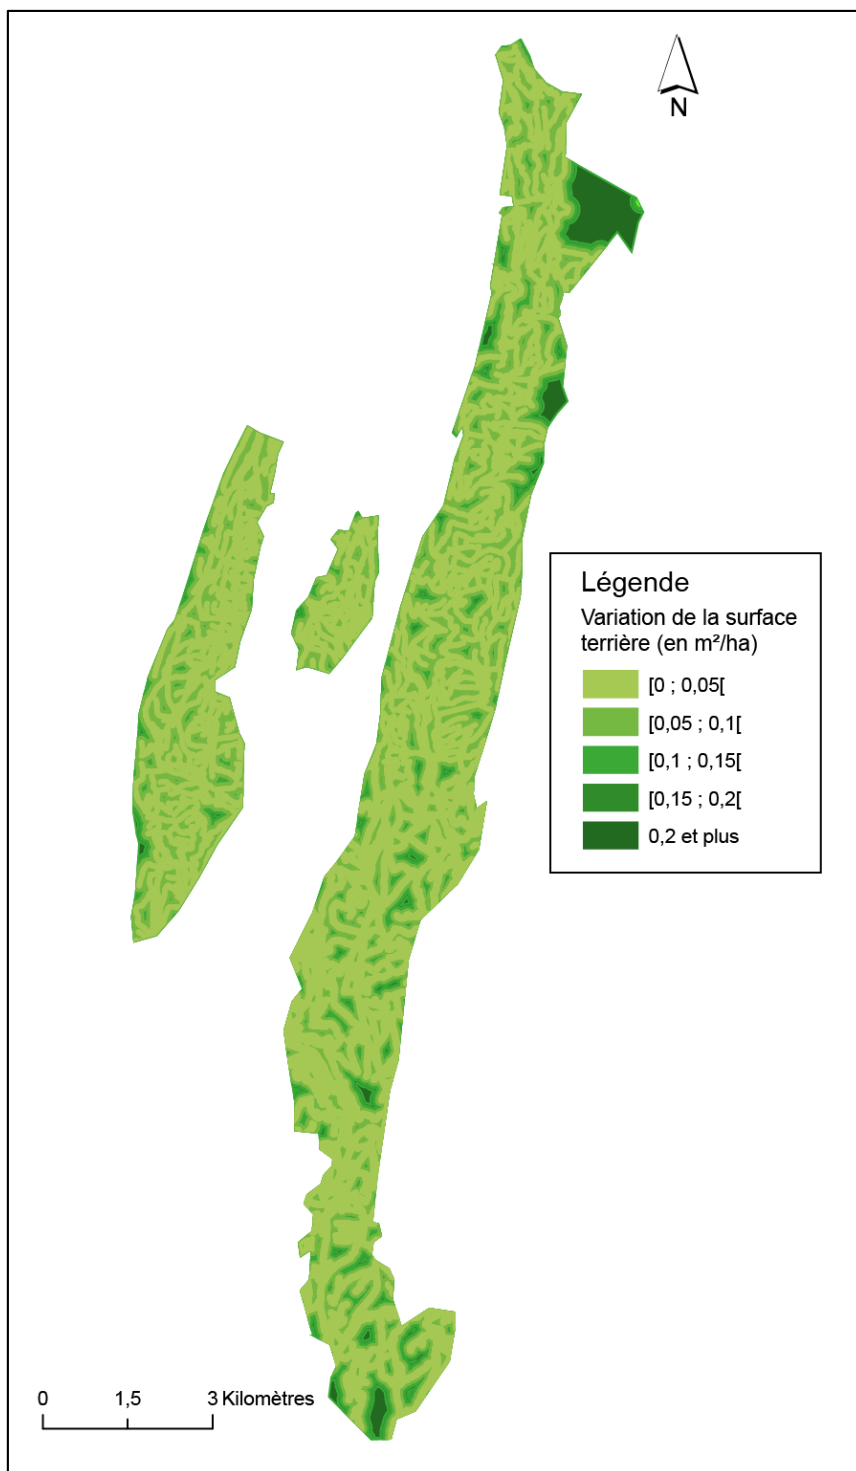 N
Légende
Variation de la surface
terrière (en m²/ha)
[0 ; 0,05[
[0,05 ; 0,1[
[0,1 ; 0,15[
[0,15 ; 0,2[
0,2 et plus
0 1,5 3 Kilomètres